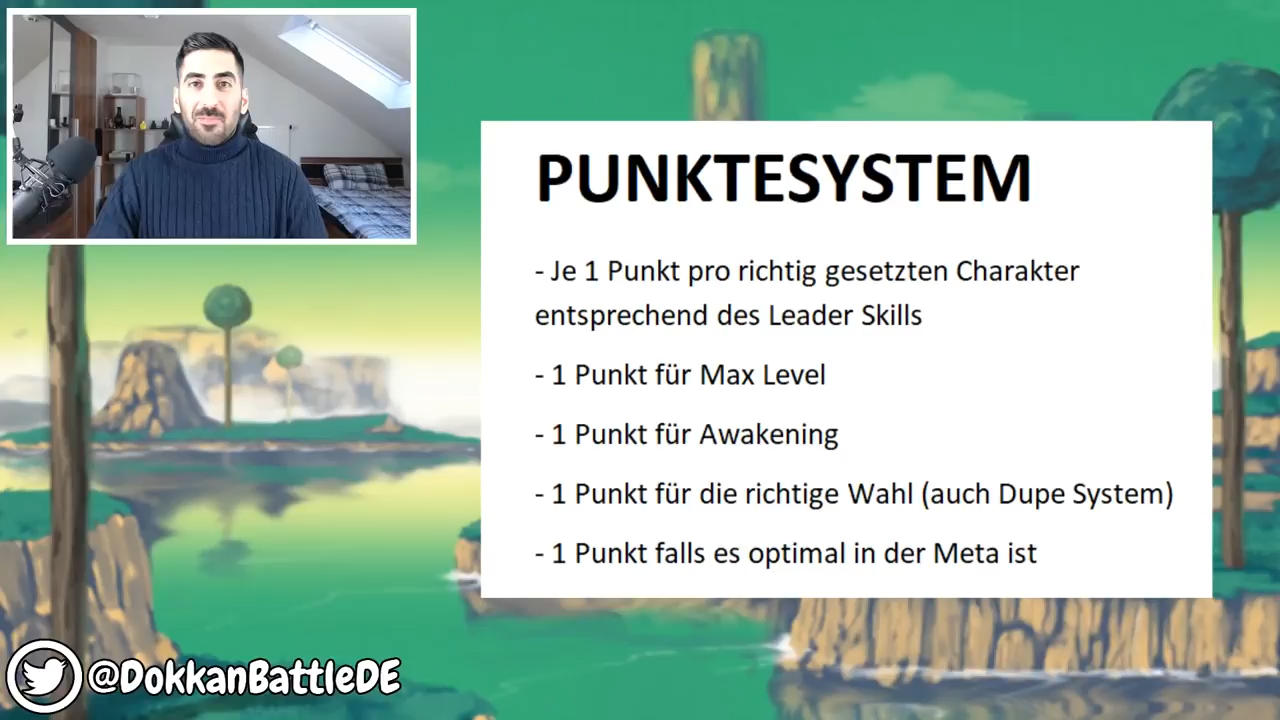 PUNKTESYSTEM
- Je 1 Punkt pro richtig gesetzten Charakter
entsprechend des Leader Skills
- 1 Punkt für Max Level
- 1 Punkt für Awakening
- 1 Punkt für die richtige Wahl (auch Dupe System)
- 1 Punkt falls es optimal in der Meta ist
@DokkanBattleDE